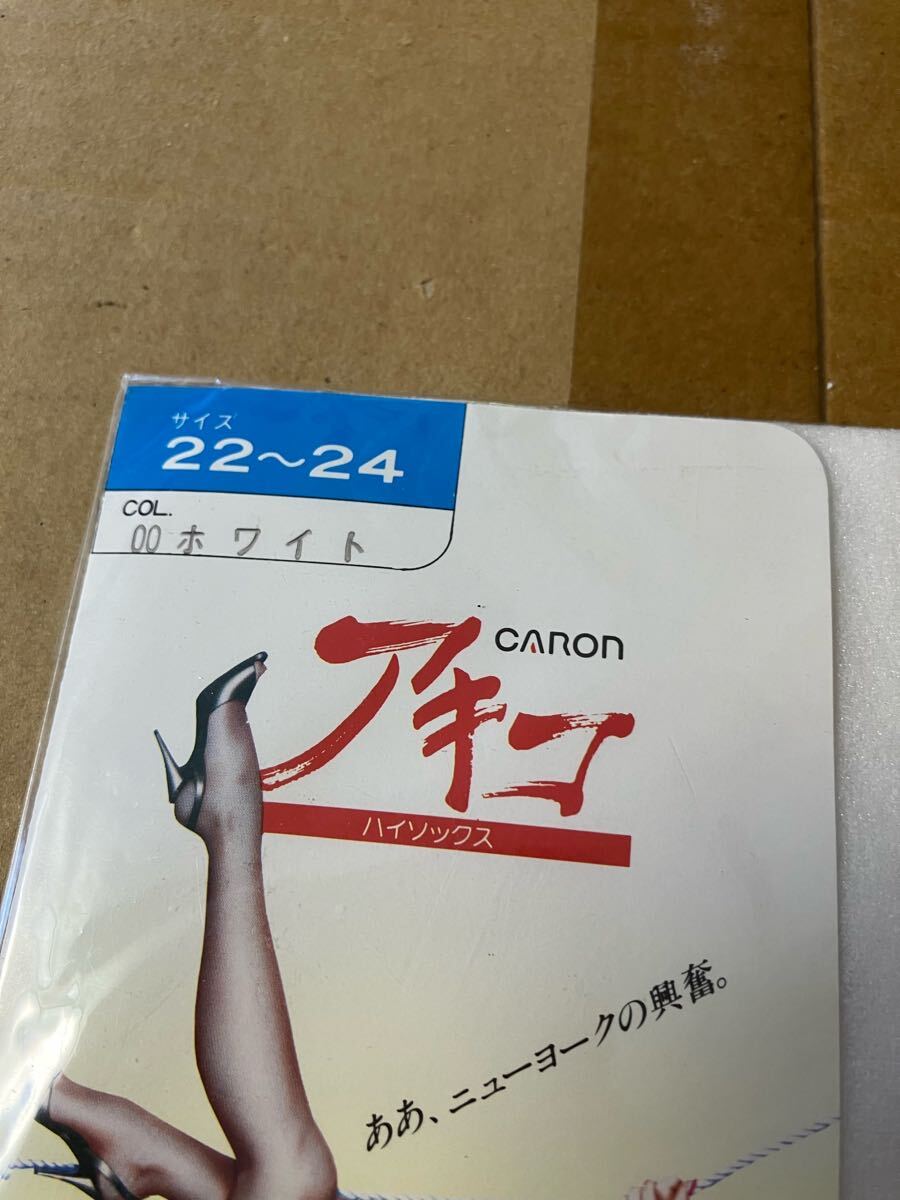 サイズ
22～24
COL.
00ホワイト
CARON
アキコ
ハイソックス
ああ、ニューヨークの興奮。